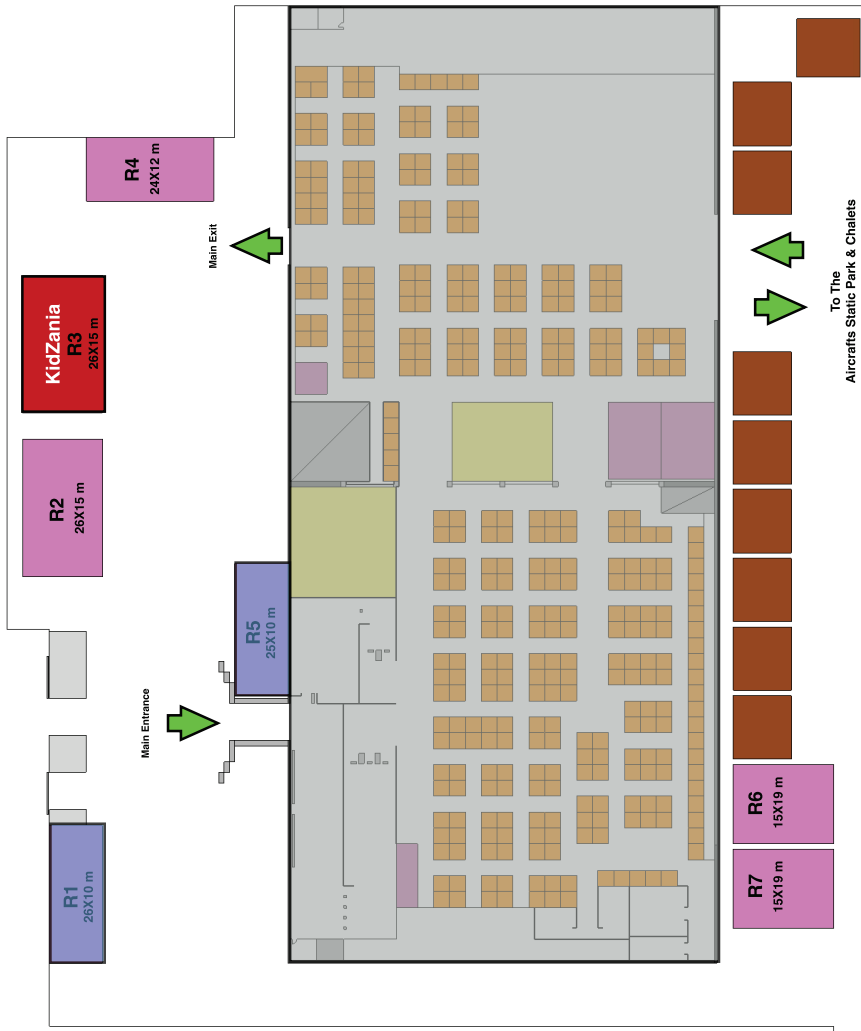 R4
24X12 m
Main Exit
To The
Aircrafts Static Park & Chalets
KidZania
R3
26X15 m
R2
26X15 m
R5
25X10 m
Main Entrance
R1
26X10 m
R6
15X19 m
R7
15X19 m